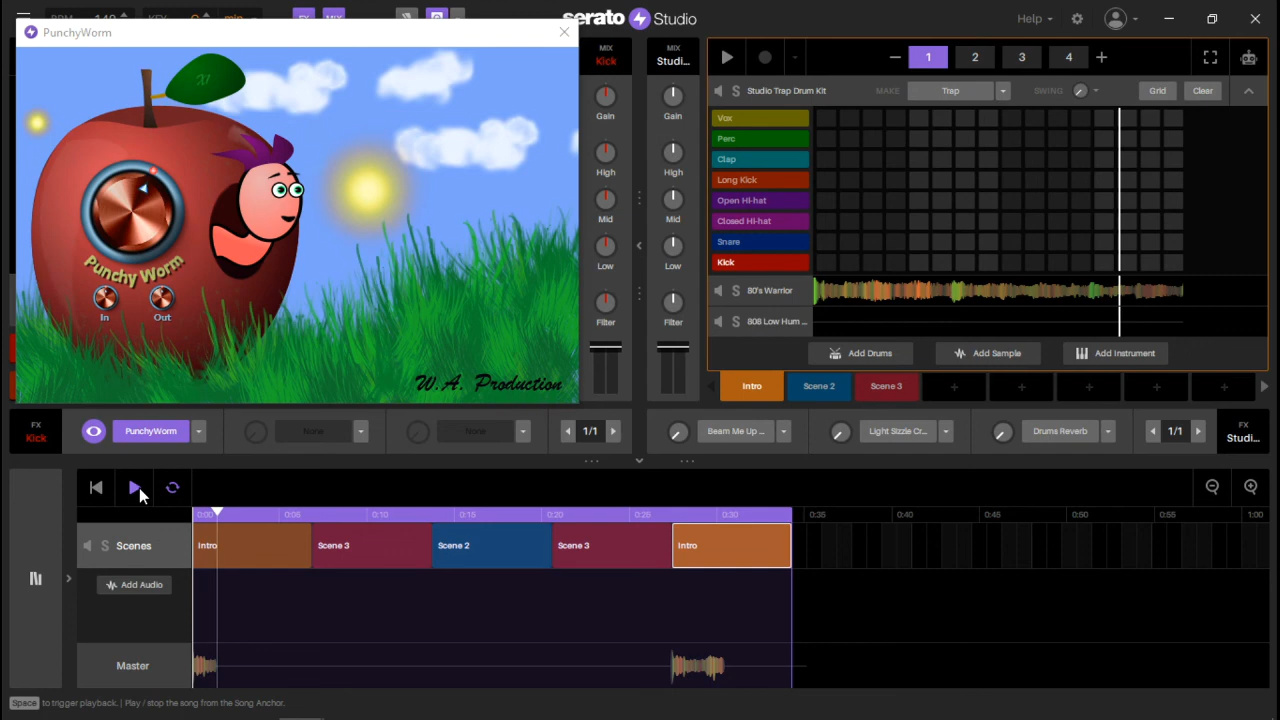 serato Studio
Help
PunchyWorm
XI
Punchy Worm
In
Out
W.A. Production
MIX
Kick
Gain
High
Mid
Low
Filter
MIX
Studi...
Gain
High
Mid
Low
Filter
1
2
3
4
S
Studio Trap Drum Kit
MAKE
Trap
SWING
Grid
Clear
Vox
Perc
Clap
Long Kick
Open Hi-hat
Closed Hi-hat
Snare
Kick
S
80's Warrior
S
808 Low Hum ...
Add Drums
Add Sample
Add Instrument
Intro
Scene 2
Scene 3
FX
Kick
PunchyWorm
None
None
1/1
Beam Me Up ...
Light Sizzle Cr...
Drums Reverb
1/1
FX
Studi...
0:00
0:05
0:10
0:15
0:20
0:25
0:30
0:35
0:40
0:45
0:50
0:55
1:00
S
Scenes
Intro
Scene 3
Scene 2
Scene 3
Intro
Add Audio
Master
Space to trigger playback. | Play / stop the song from the Song Anchor.